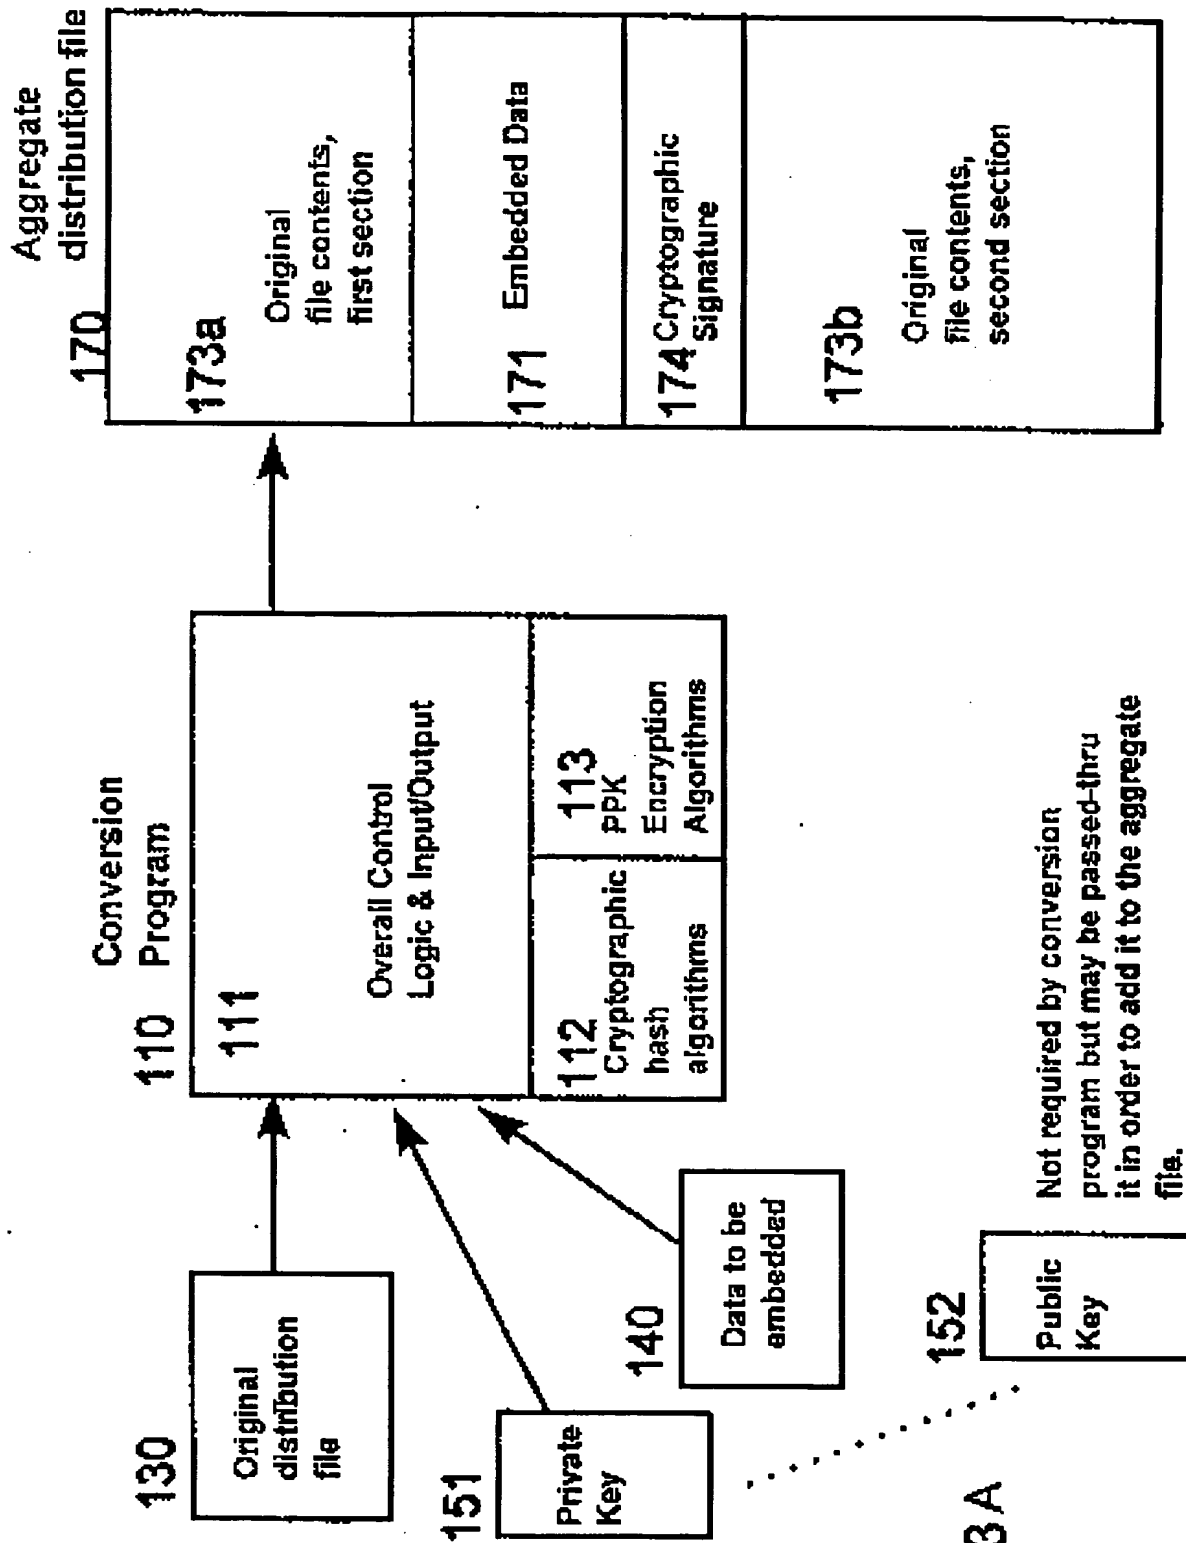 130
Original
distribution
file
151
Private
Key
140
Data to be
embedded
152
Public
Key
Not required by conversion
program but may be passed-thru
it in order to add it to the aggregate
file.
Conversion
110 Program
111
Overall Control
Logic & Input/Output
112
Cryptographic
hash
algorithms
113
PPK
Encryption
Algorithms
Aggregate
distribution file
170
173a
Original
file contents,
first section
171 Embedded Data
174 Cryptographic
Signature
173b
Original
file contents,
second section
3A